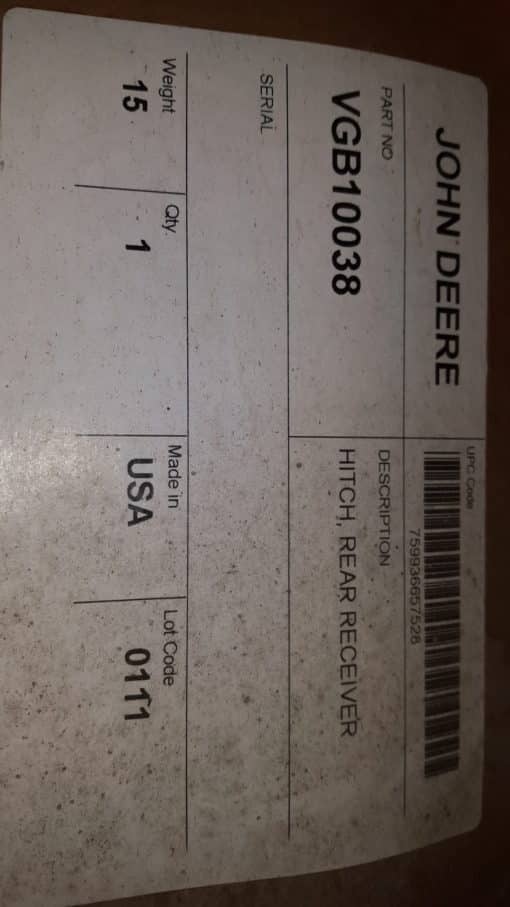 JOHN DEERE
UPC Code
759936657528
PART NO
VGB10038
DESCRIPTION
HITCH, REAR RECEIVER
SERIAL
Weight
15
Qty.
1
Made in
USA
Lot Code
0111